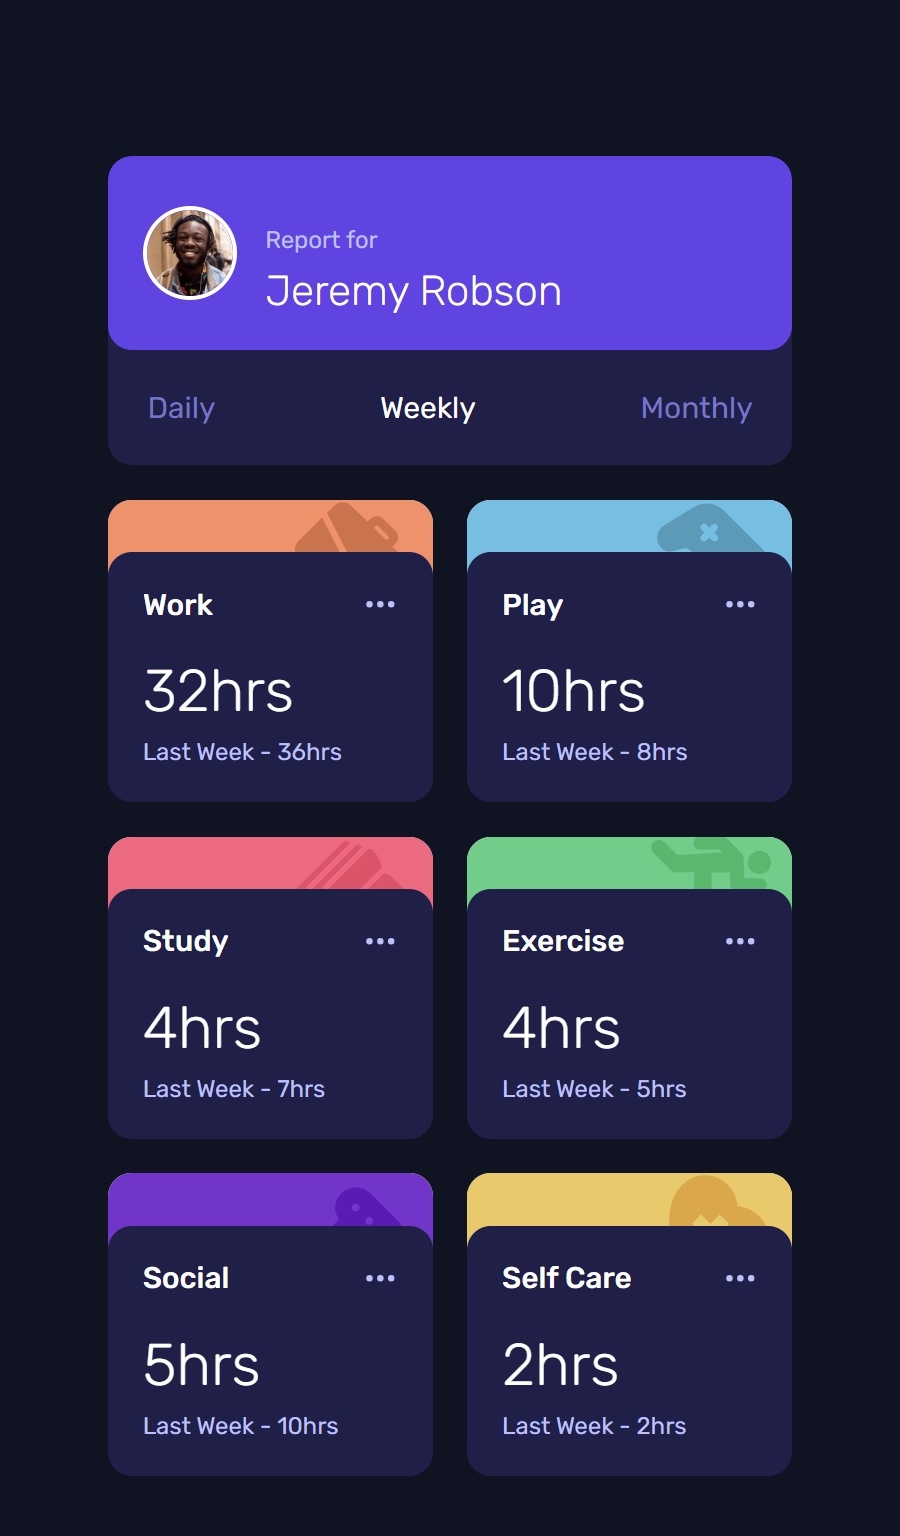 Report for
Jeremy Robson
Daily Weekly Monthly
Work
32hrs
Last Week - 36hrs
Play
10hrs
Last Week - 8hrs
Study
4hrs
Last Week - 7hrs
Exercise
4hrs
Last Week - 5hrs
Social
5hrs
Last Week - 10hrs
Self Care
2hrs
Last Week - 2hrs